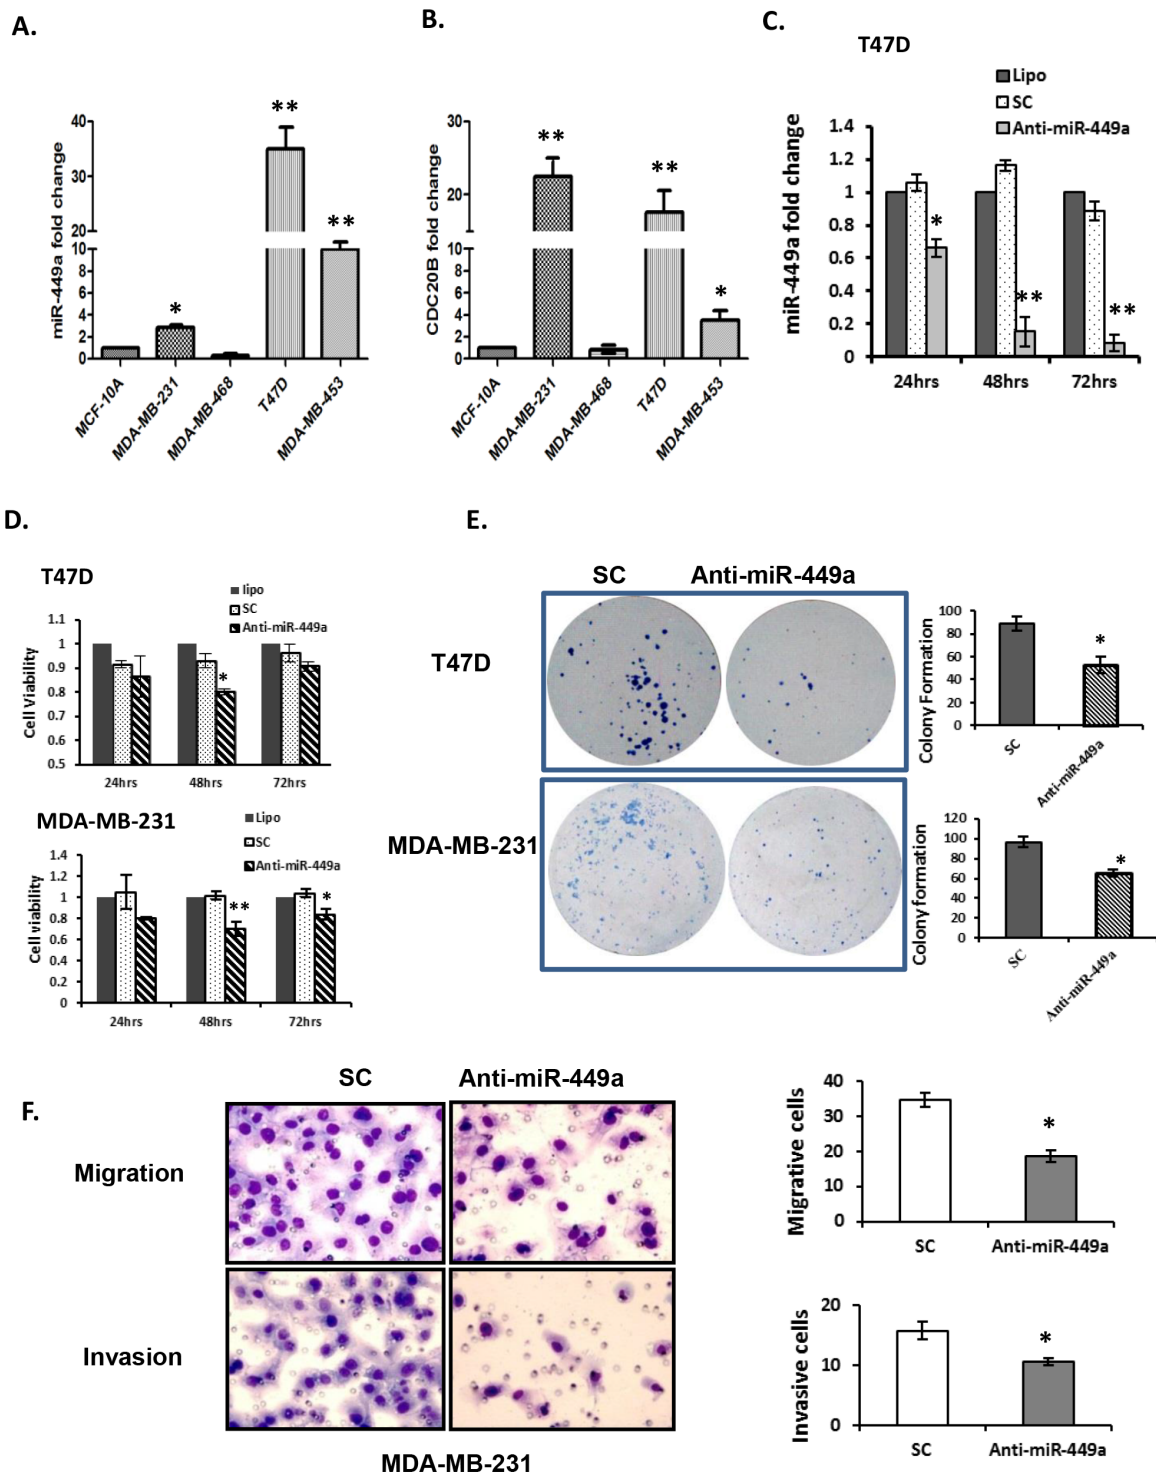 A.
miR-449a fold change
40
30
20
10
8
6
4
2
0
**
**
*
MCF-10A
MDA-MB-231
MDA-MB-468
T47D
MDA-MB-453
B.
CDC20B fold change
30
20
10
8
6
4
2
0
**
**
*
MCF-10A
MDA-MB-231
MDA-MB-468
T47D
MDA-MB-453
C.
T47D
Lipo
SC
Anti-miR-449a
miR-449a fold change
1.4
1.2
1
0.8
0.6
0.4
0.2
0
*
**
**
24hrs
48hrs
72hrs
D.
T47D
lipo
SC
Anti-miR-449a
Cell Viability
1.1
1
0.9
0.8
0.7
0.6
0.5
*
24hrs
48hrs
72hrs
MDA-MB-231
Lipo
SC
Anti-miR-449a
Cell viability
1.4
1.2
1
0.8
0.6
0.4
0.2
0
**
*
24hrs
48hrs
72hrs
E.
SC
Anti-miR-449a
T47D
MDA-MB-231
Colony Formation
100
80
60
40
20
0
*
SC
Anti-miR-449a
Colony formation
120
100
80
60
40
20
0
*
SC
Anti-miR-449a
F.
SC
Anti-miR-449a
Migration
Invasion
MDA-MB-231
Migrative cells
40
30
20
10
0
*
SC
Anti-miR-449a
Invasive cells
20
10
0
*
SC
Anti-miR-449a